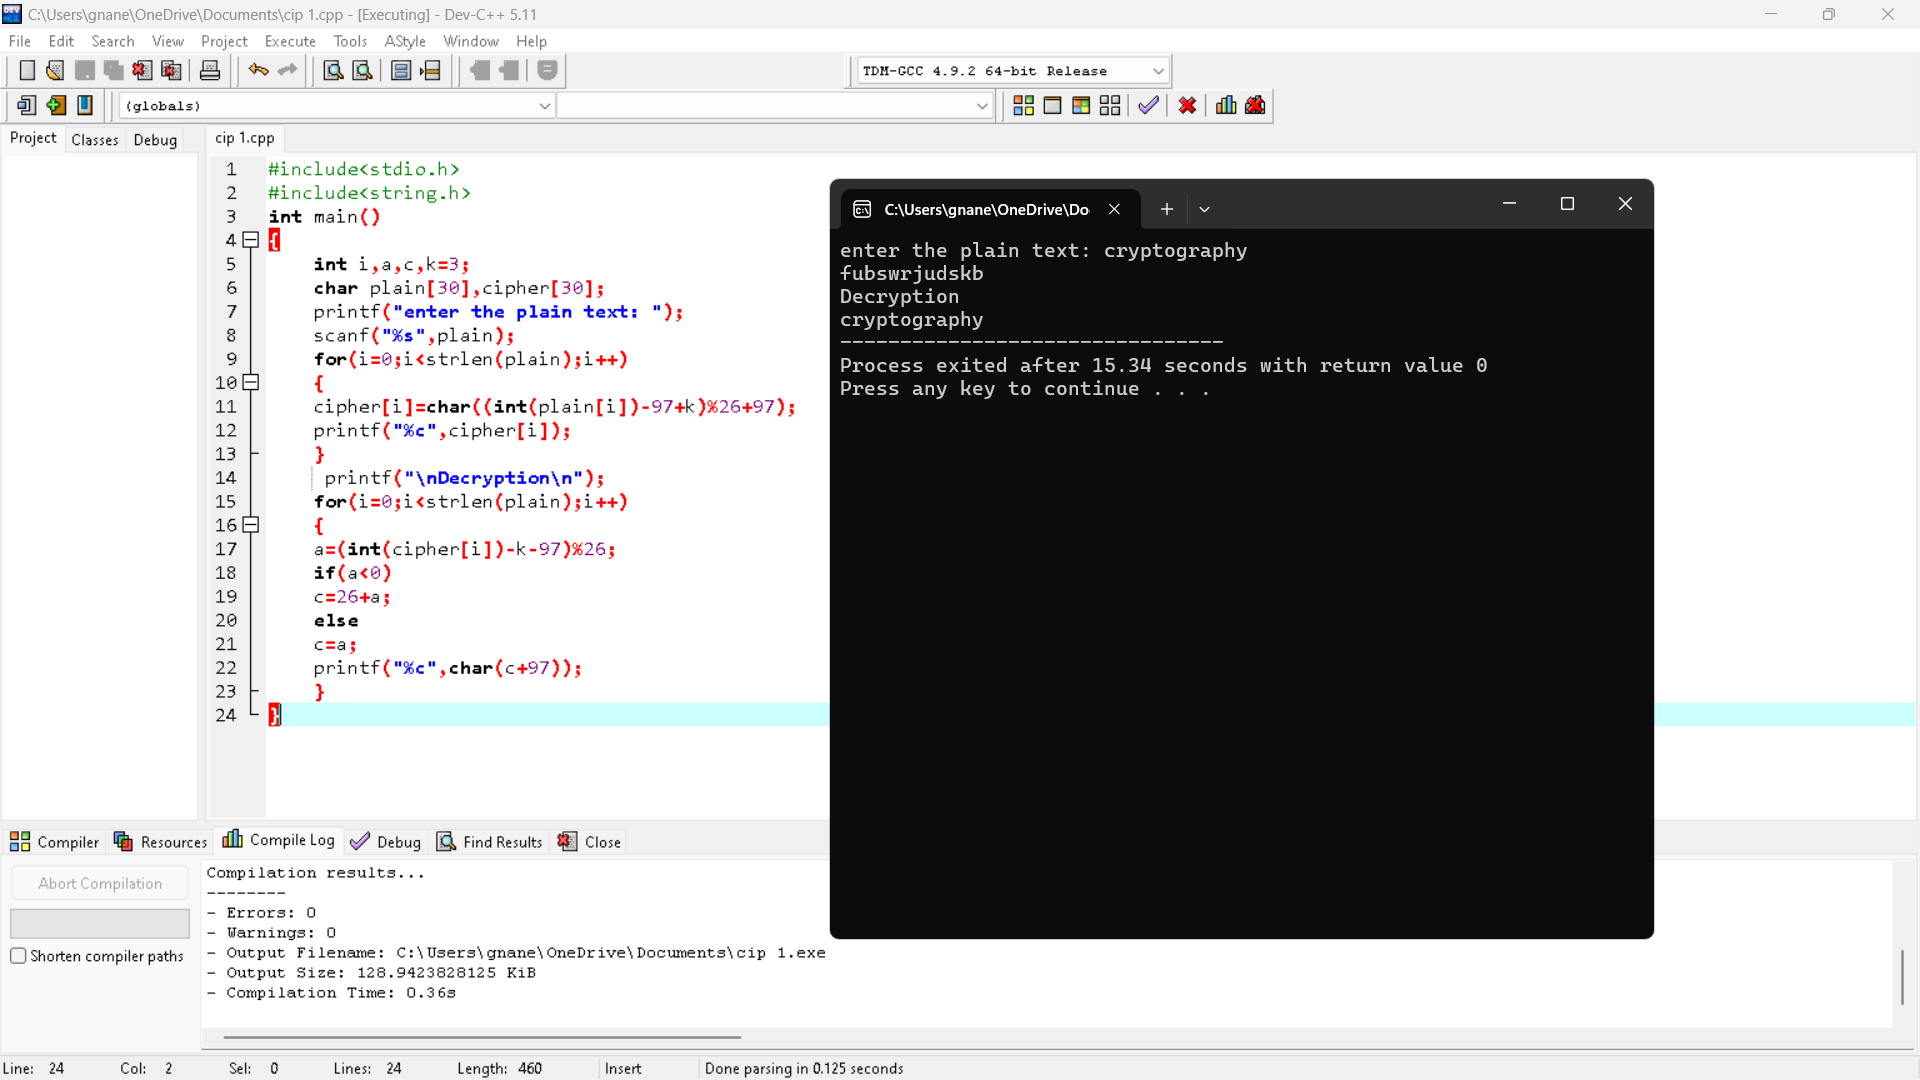 C:\Users\gnane\OneDrive\Documents\cip 1.cpp - [Executing] - Dev-C++ 5.11
File Edit Search View Project Execute Tools AStyle Window Help
TDM-GCC 4.9.2 64-bit Release
(globals)
Project Classes Debug
cip 1.cpp
1 #include<stdio.h>
2 #include<string.h>
3 int main()
4 {
5 int i,a,c,k=3;
6 char plain[30],cipher[30];
7 printf("enter the plain text: ");
8 scanf("%s",plain);
9 for(i=0;i<strlen(plain);i++)
10 {
11 cipher[i]=char((int(plain[i])-97+k)%26+97);
12 printf("%c",cipher[i]);
13 }
14 printf("\nDecryption\n");
15 for(i=0;i<strlen(plain);i++)
16 {
17 a=(int(cipher[i])-k-97)%26;
18 if(a<0)
19 c=26+a;
20 else
21 c=a;
22 printf("%c",char(c+97));
23 }
24 }
C:\Users\gnane\OneDrive\Do
enter the plain text: cryptography
fubswrjudskb
Decryption
cryptography
--------------------------------
Process exited after 15.34 seconds with return value 0
Press any key to continue . . .
Compiler Resources Compile Log Debug Find Results Close
Abort Compilation
Shorten compiler paths
Compilation results...
--------
- Errors: 0
- Warnings: 0
- Output Filename: C:\Users\gnane\OneDrive\Documents\cip 1.exe
- Output Size: 128.9423828125 KiB
- Compilation Time: 0.36s
Line: 24 Col: 2 Sel: 0 Lines: 24 Length: 460 Insert Done parsing in 0.125 seconds